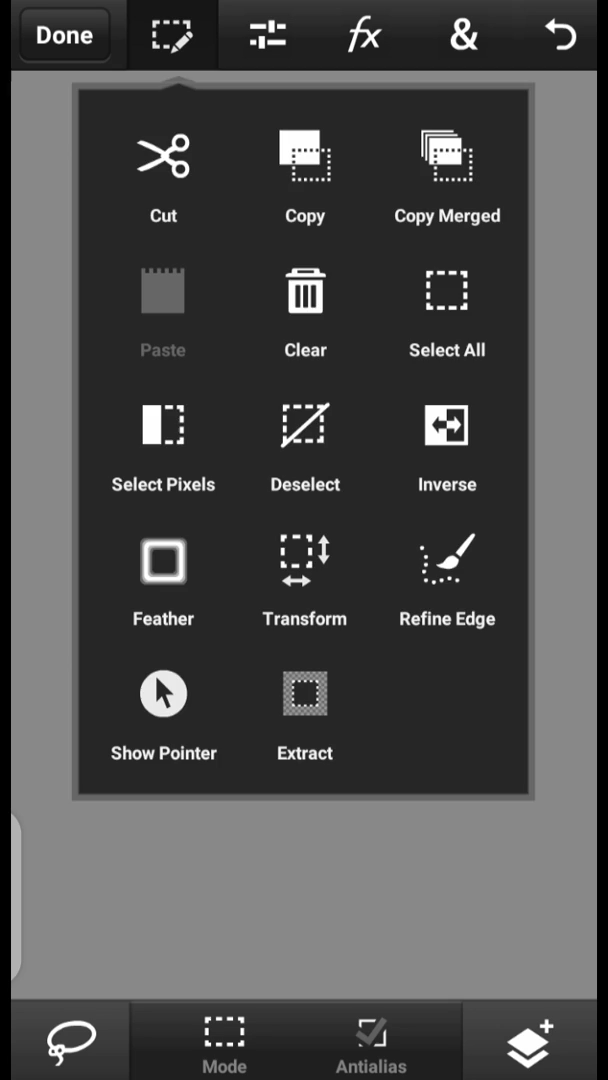 Done
fx
&
Cut
Copy
Copy Merged
Paste
Clear
Select All
Select Pixels
Deselect
Inverse
Feather
Transform
Refine Edge
Show Pointer
Extract
Mode
Antialias